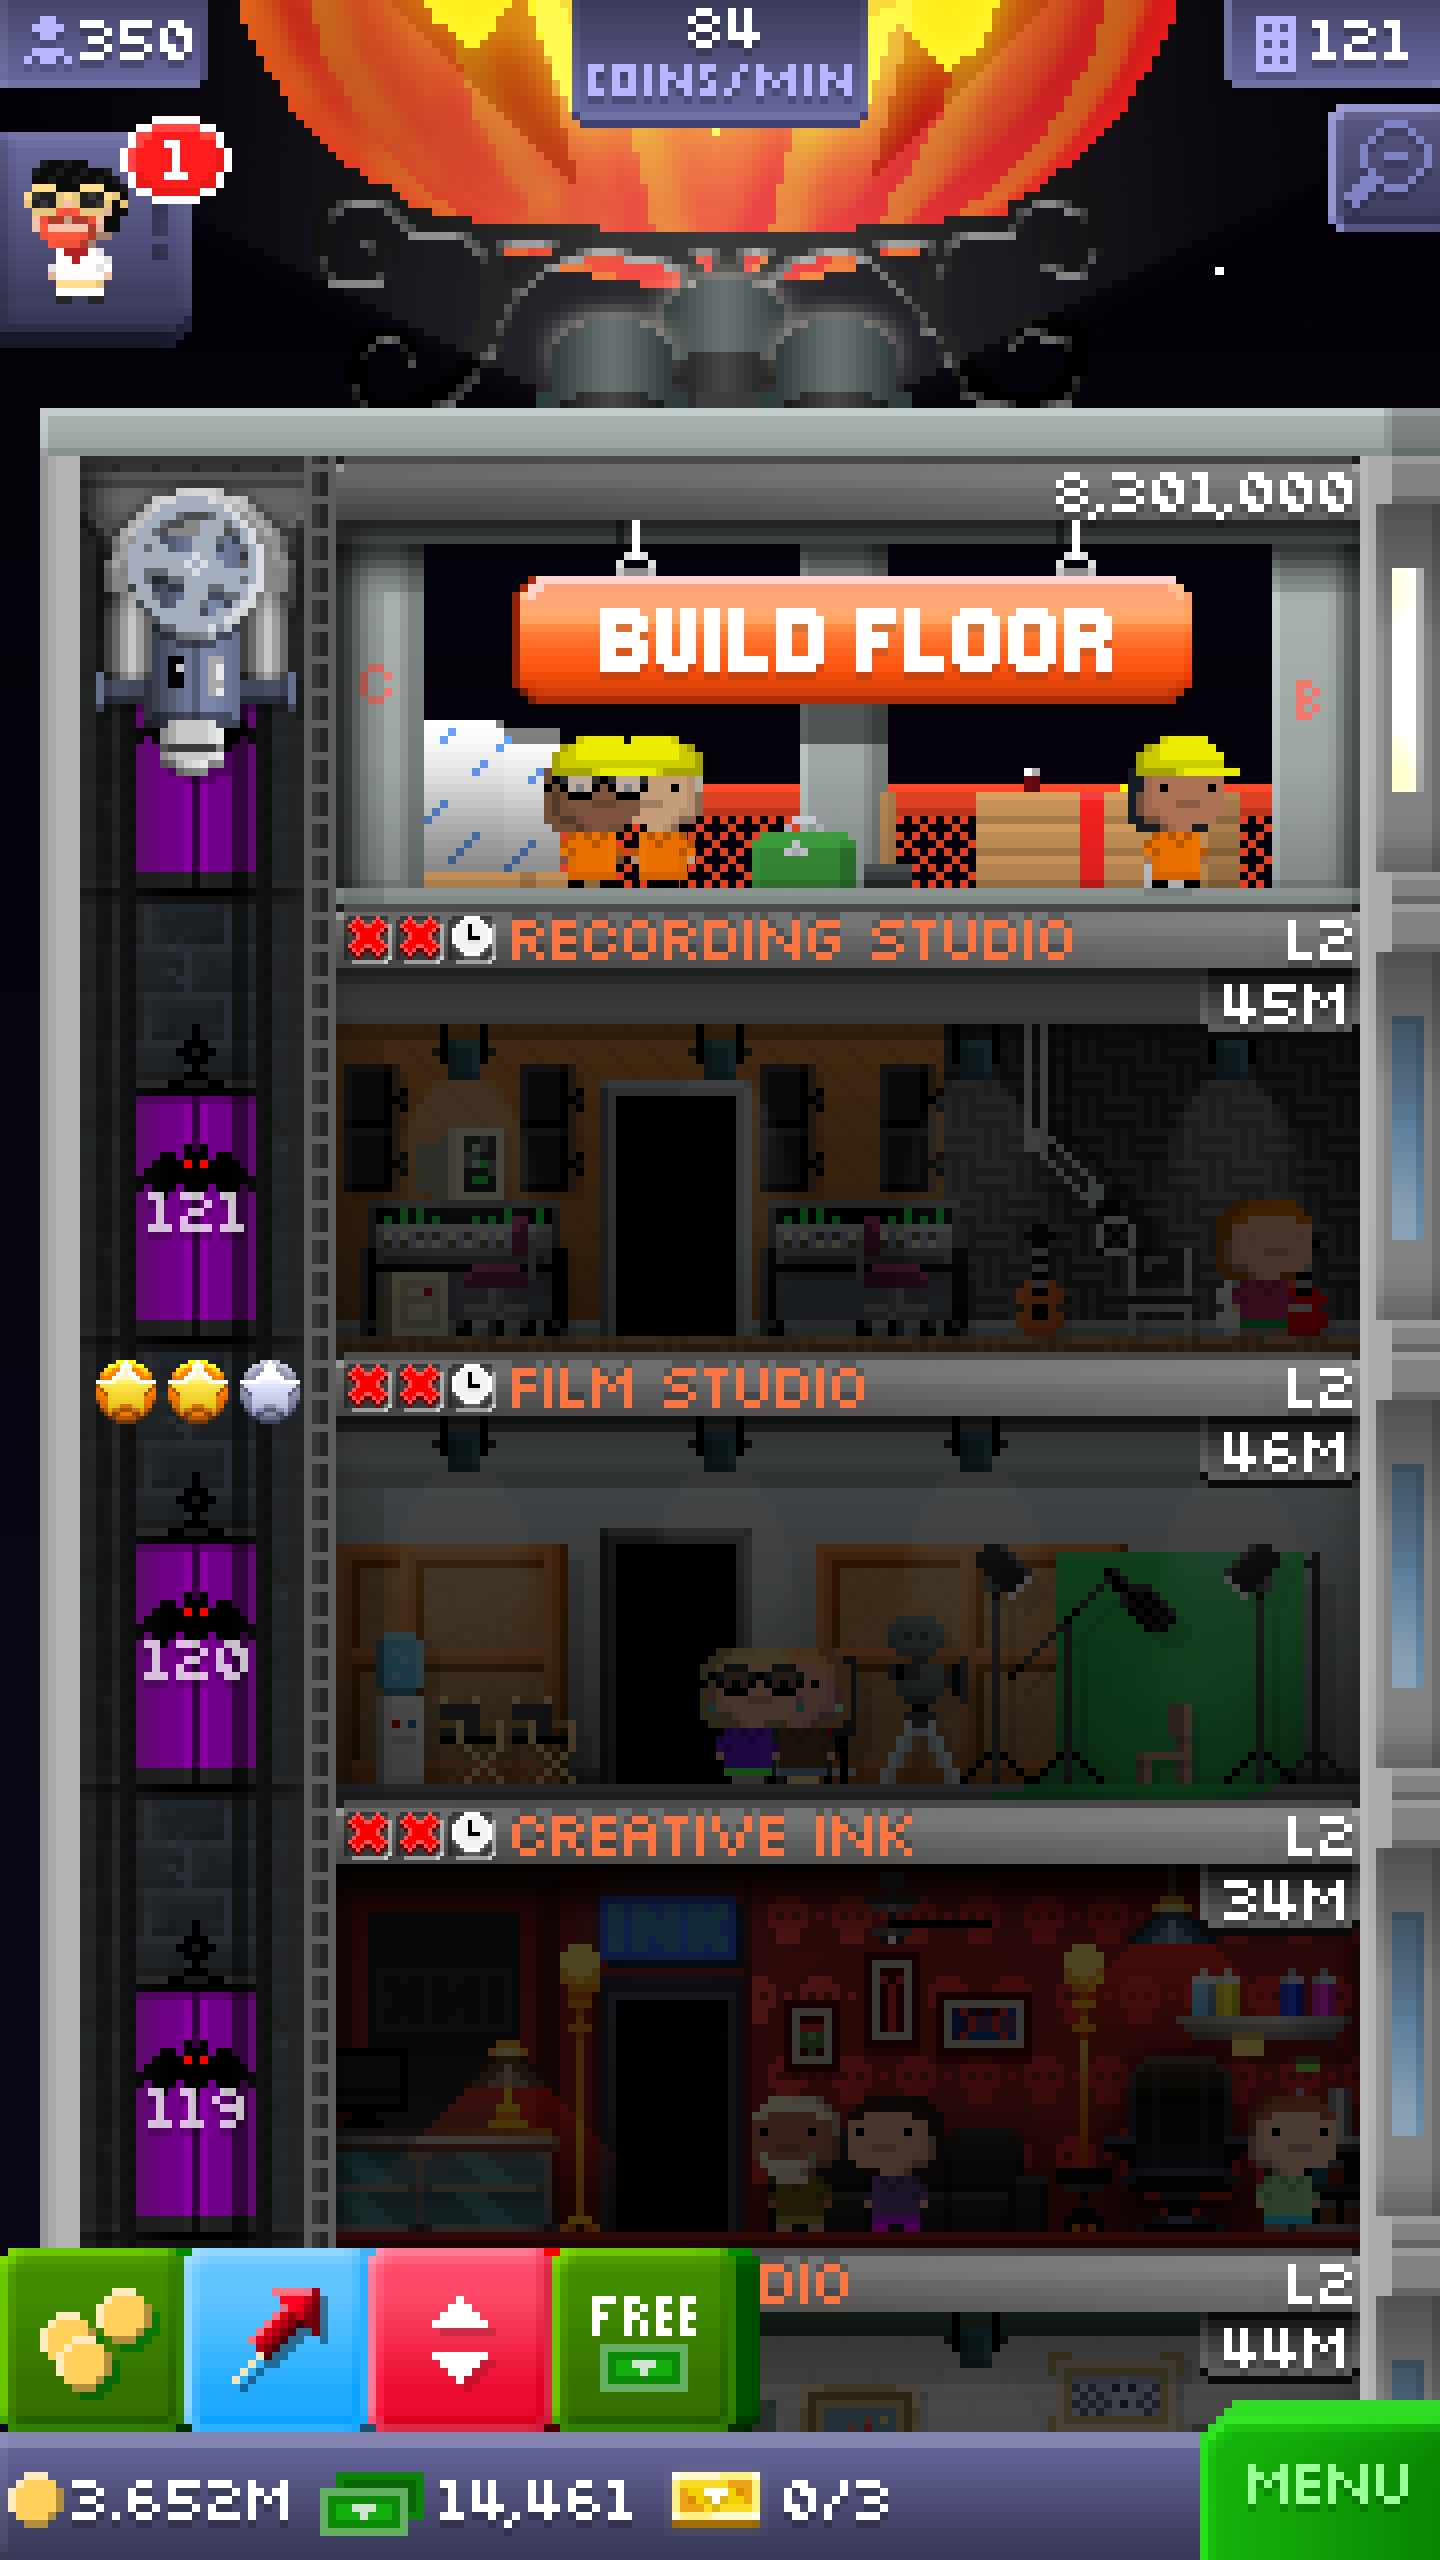 350
84
COINS/MIN
121
1
8,301,000
BUILD FLOOR
C
B
RECORDING STUDIO
L2
45M
121
FILM STUDIO
L2
46M
120
CREATIVE INK
L2
34M
INK
119
DIO
L2
44M
FREE
3.652M
14,461
0/3
MENU